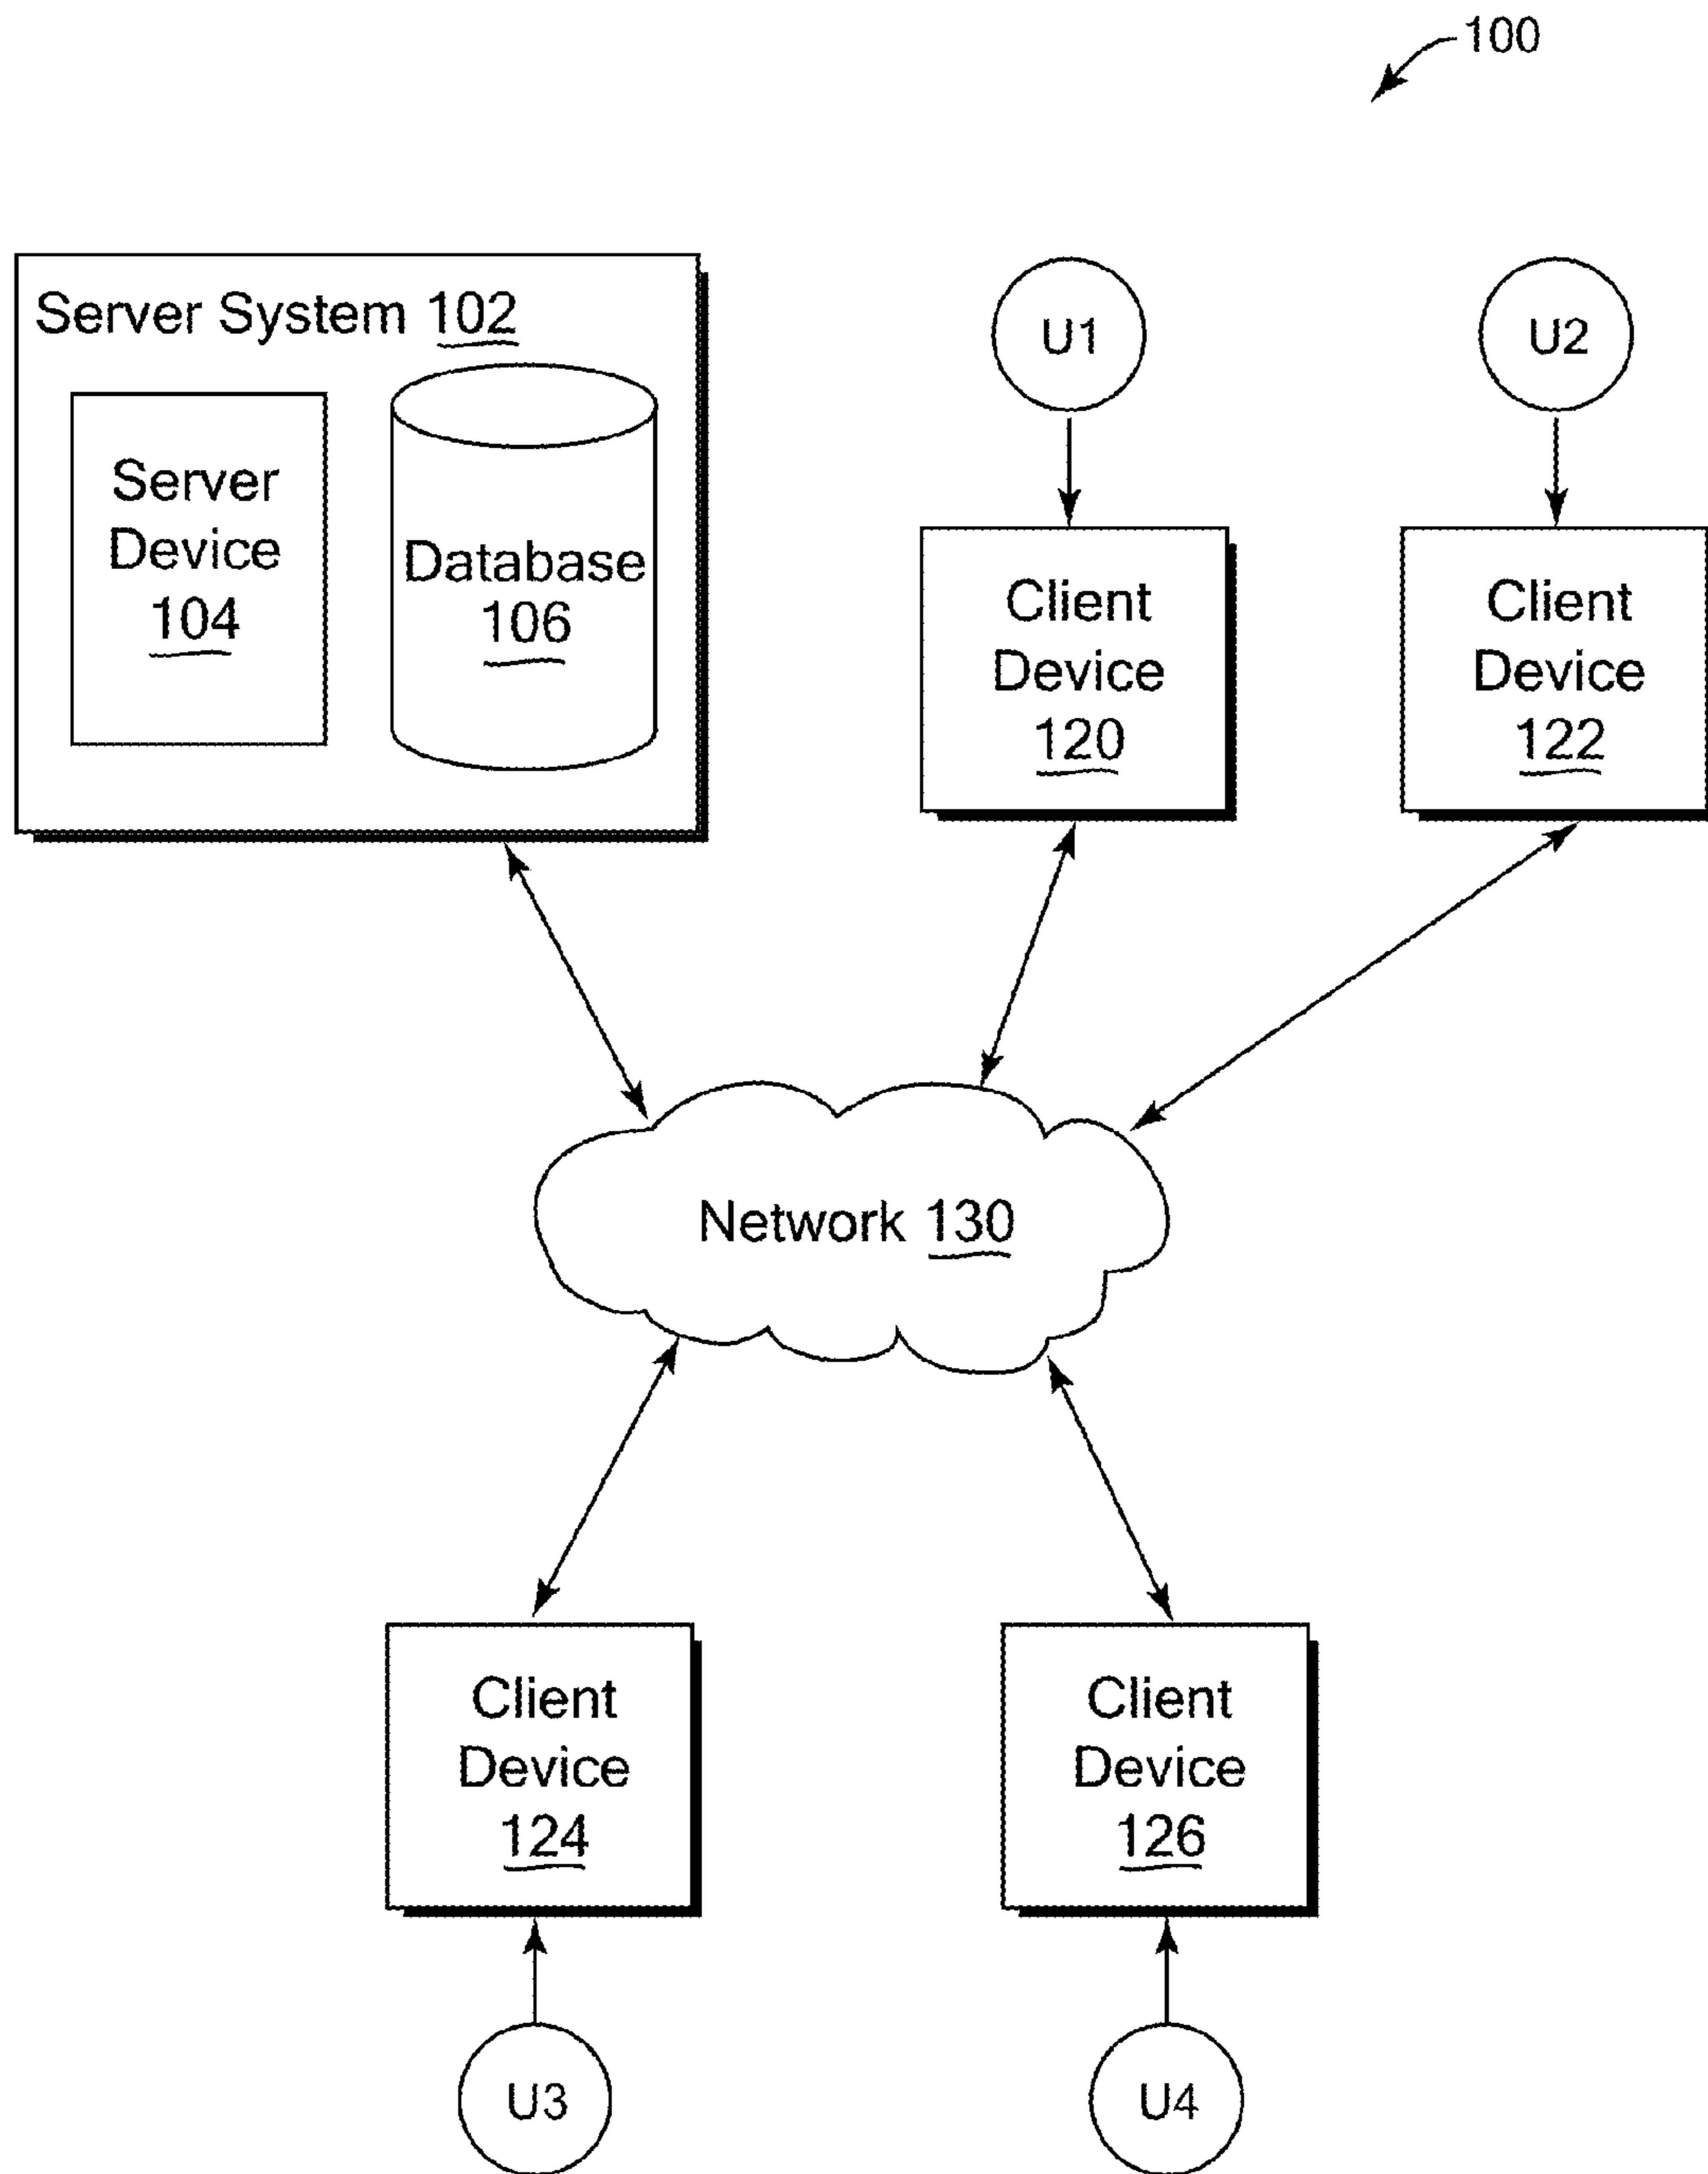 100
Server System 102
Server
Device
104
Database
106
U1
U2
Client
Device
120
Client
Device
122
Network 130
Client
Device
124
Client
Device
126
U3
U4